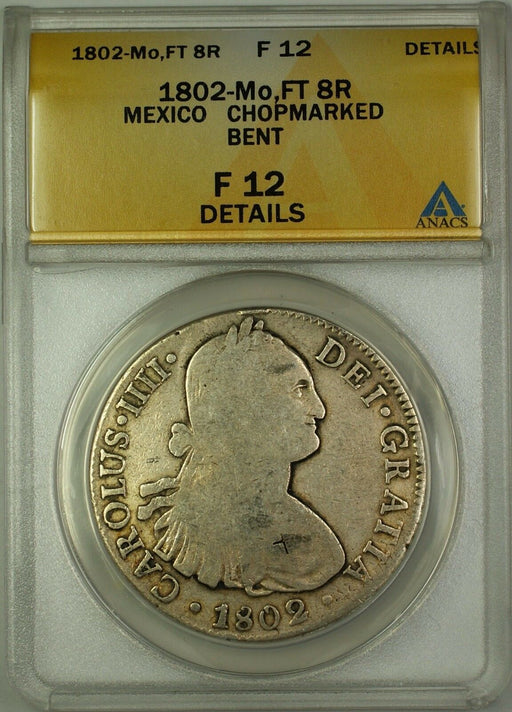 1802-Mo,FT 8R F 12 DETAILS
1802-Mo,FT 8R
MEXICO CHOPMARKED
BENT
F 12
DETAILS
ANACS
CAROLUS·IIII· DEI·GRATIA·
·1802·